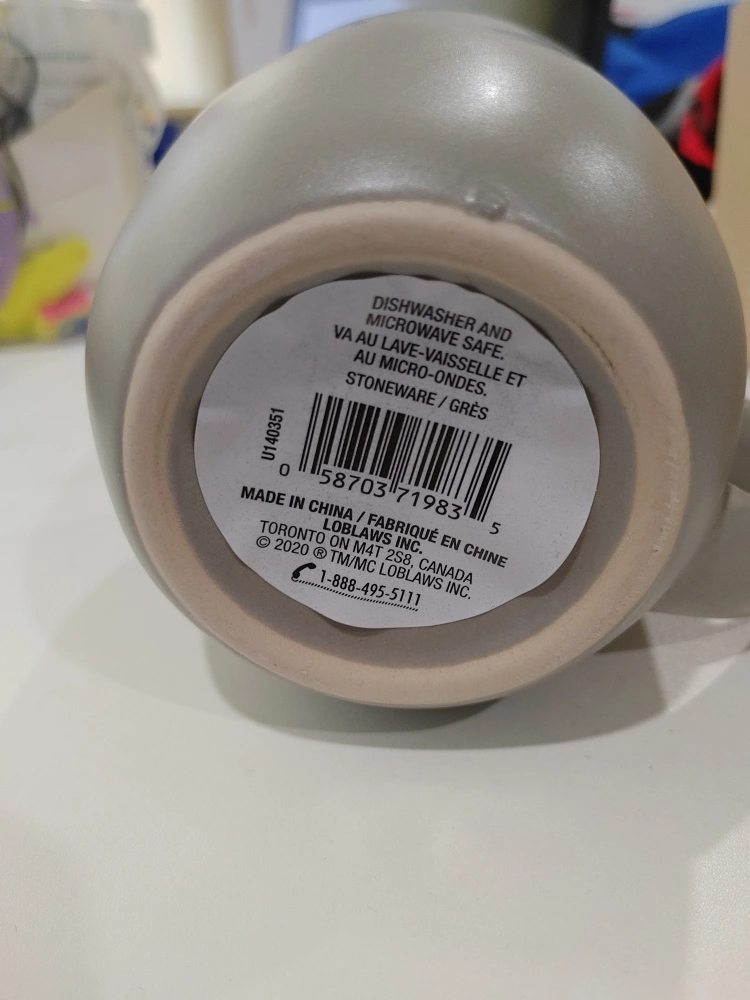 DISHWASHER AND
MICROWAVE SAFE.
VA AU LAVE-VAISSELLE ET
AU MICRO-ONDES.
STONEWARE / GRÈS
U140351
0 58703 71983 5
MADE IN CHINA / FABRIQUÉ EN CHINE
LOBLAWS INC.
TORONTO ON M4T 2S8, CANADA
© 2020 ® TM/MC LOBLAWS INC.
1-888-495-5111